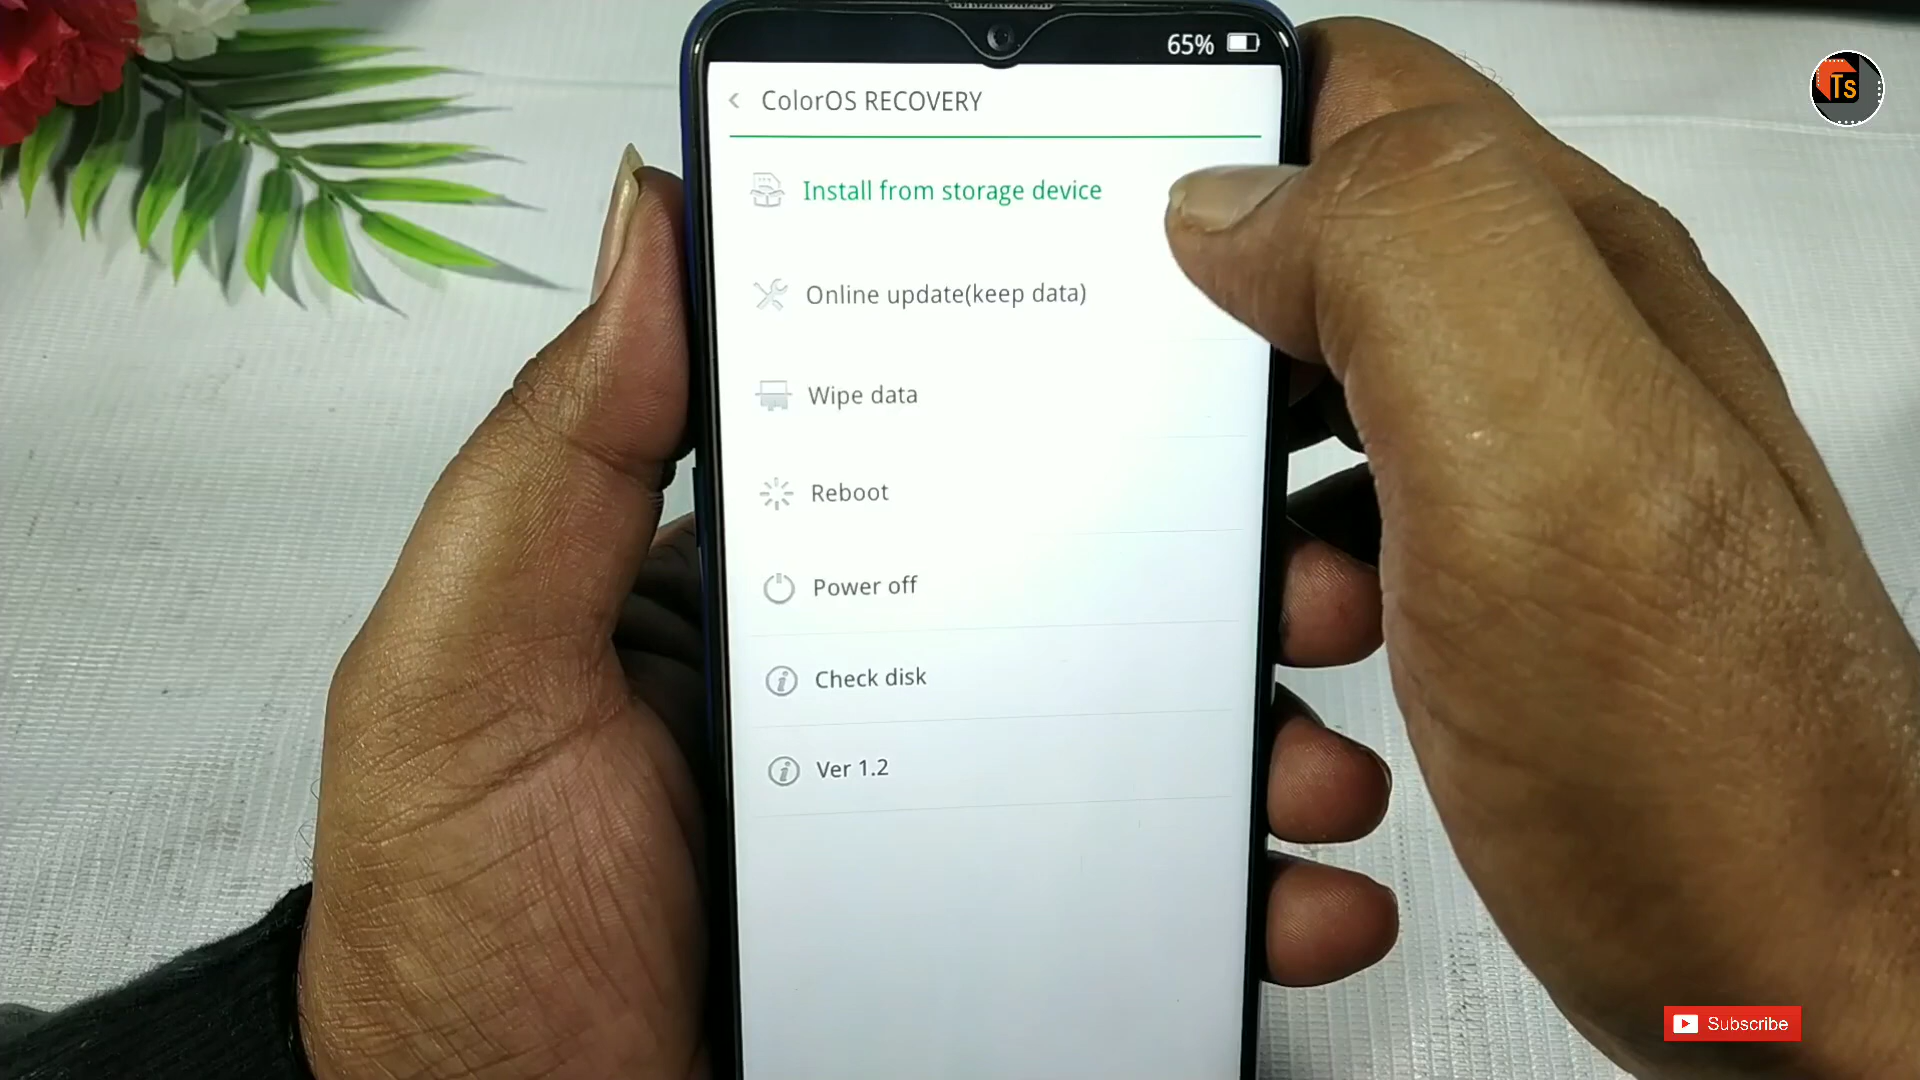 65%
ColorOS RECOVERY
Install from storage device
Online update(keep data)
Wipe data
Reboot
Power off
Check disk
Ver 1.2
Ts
Subscribe